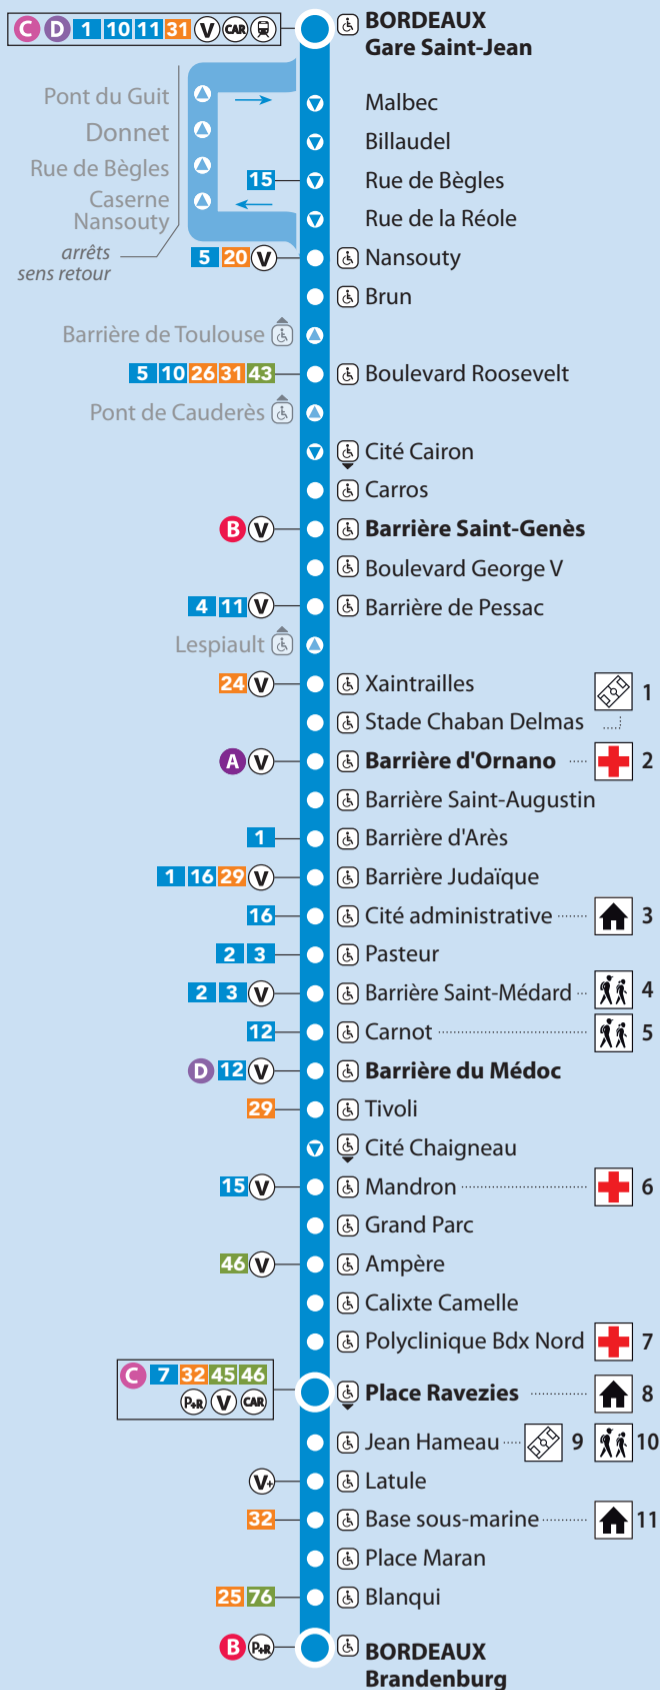 C D 1 10 11 31 V CAR BORDEAUX
Gare Saint-Jean
Pont du Guit
Donnet
Rue de Bègles
Caserne
Nansouty
arrêts
sens retour
Malbec
Billaudel
15 Rue de Bègles
Rue de la Réole
5 20 V Nansouty
Brun
Barrière de Toulouse
5 10 26 31 43 Boulevard Roosevelt
Pont de Cauderès
Cité Cairon
Carros
B V Barrière Saint-Genès
Boulevard George V
4 11 V Barrière de Pessac
Lespiault
24 V Xaintrailles 1
Stade Chaban Delmas
A V Barrière d'Ornano 2
Barrière Saint-Augustin
1 Barrière d'Arès
1 16 29 V Barrière Judaïque
16 Cité administrative 3
2 3 Pasteur
2 3 V Barrière Saint-Médard 4
12 Carnot 5
D 12 V Barrière du Médoc
29 Tivoli
Cité Chaigneau
15 V Mandron 6
Grand Parc
46 V Ampère
Calixte Camelle
Polyclinique Bdx Nord 7
C 7 32 45 46
P+R V CAR
Place Ravezies 8
Jean Hameau 9 10
V+ Latule
32 Base sous-marine 11
Place Maran
25 76 Blanqui
B P+R BORDEAUX
Brandenburg